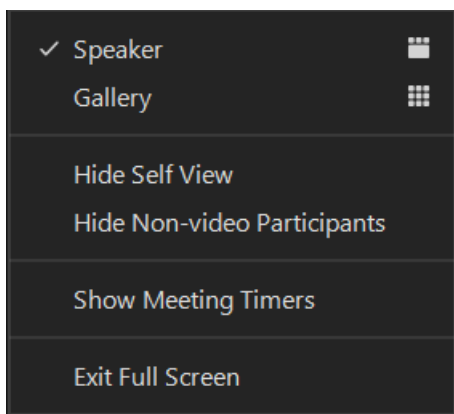 Speaker
Gallery
Hide Self View
Hide Non-video Participants
Show Meeting Timers
Exit Full Screen